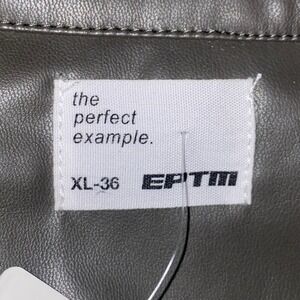 the
perfect
example.
XL-36 EPTM